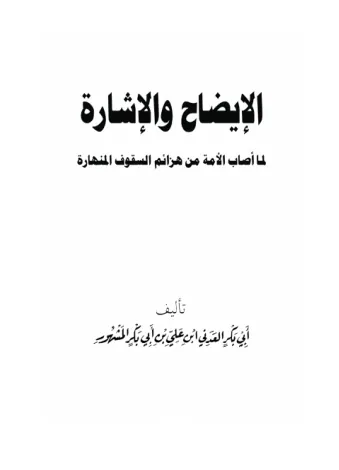 الإيضاح والإشارة
لما أصاب الأمة من هزائم السقوف المنهارة
تأليف
أبي بكر العدني ابن علي بن أبي بكر المشهور